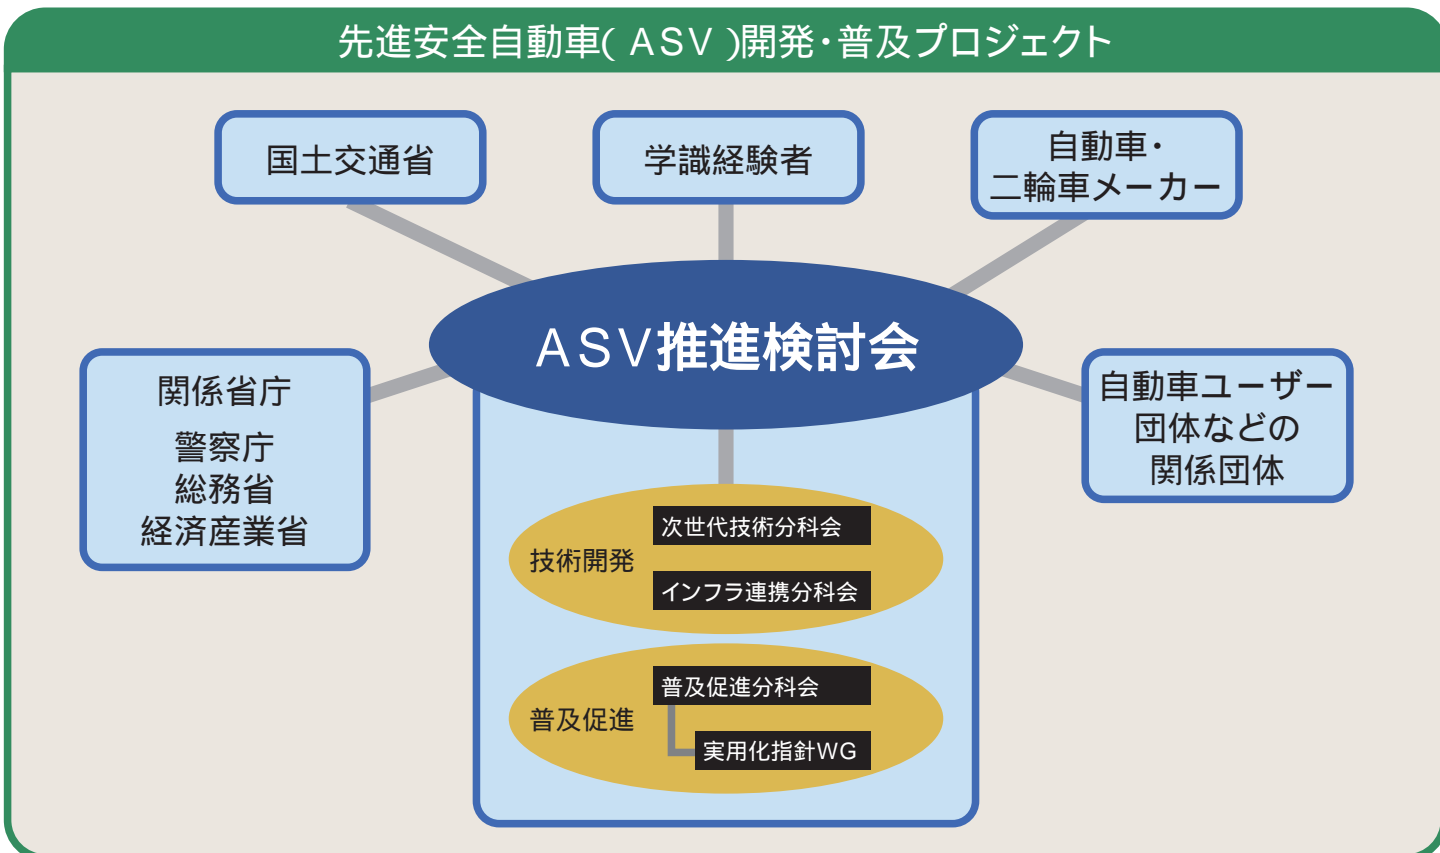 先進安全自動車(ASV)開発・普及プロジェクト
国土交通省
学識経験者
自動車・
二輪車メーカー
ASV推進検討会
関係省庁
警察庁
総務省
経済産業省
自動車ユーザー
団体などの
関係団体
技術開発
次世代技術分科会
インフラ連携分科会
普及促進
普及促進分科会
実用化指針WG